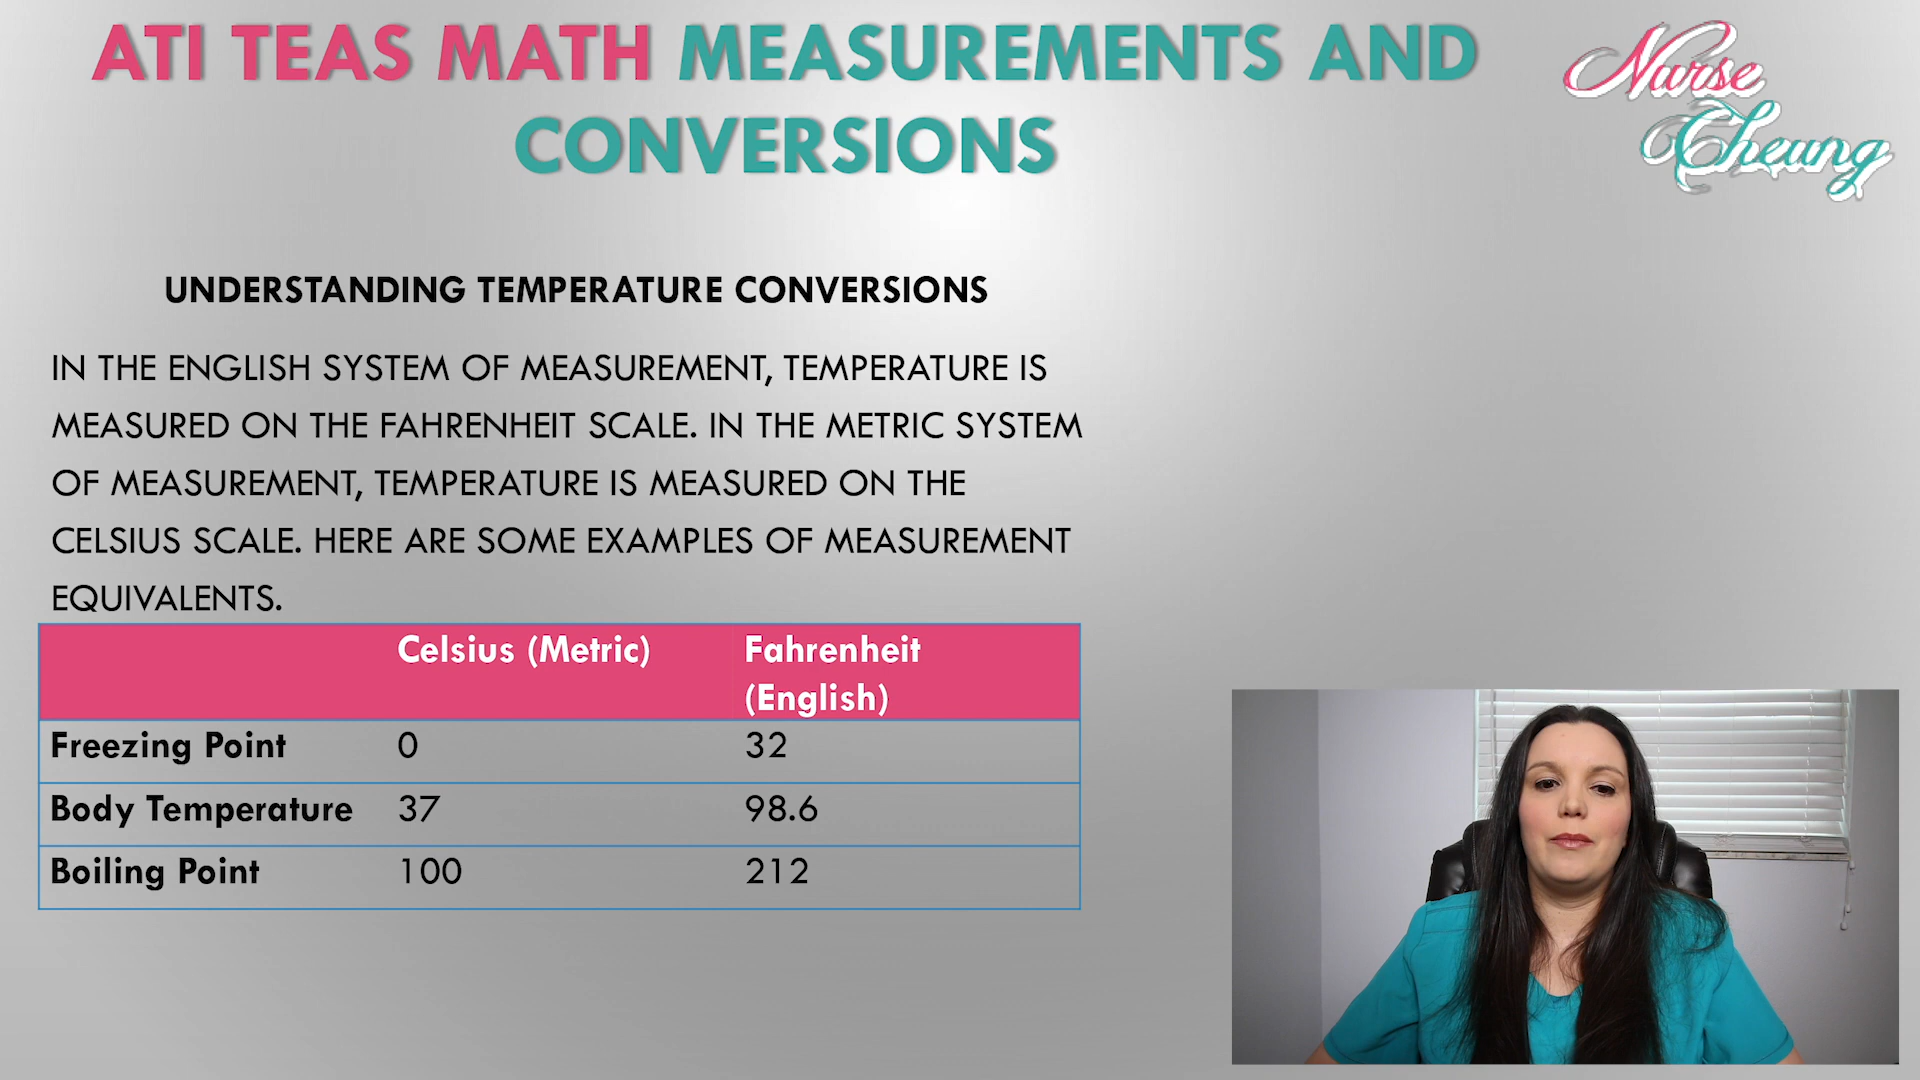 ATI TEAS MATH MEASUREMENTS AND
CONVERSIONS
Nurse
Cheung
UNDERSTANDING TEMPERATURE CONVERSIONS
IN THE ENGLISH SYSTEM OF MEASUREMENT, TEMPERATURE IS
MEASURED ON THE FAHRENHEIT SCALE. IN THE METRIC SYSTEM
OF MEASUREMENT, TEMPERATURE IS MEASURED ON THE
CELSIUS SCALE. HERE ARE SOME EXAMPLES OF MEASUREMENT
EQUIVALENTS.
Celsius (Metric) Fahrenheit
(English)
Freezing Point 0 32
Body Temperature 37 98.6
Boiling Point 100 212